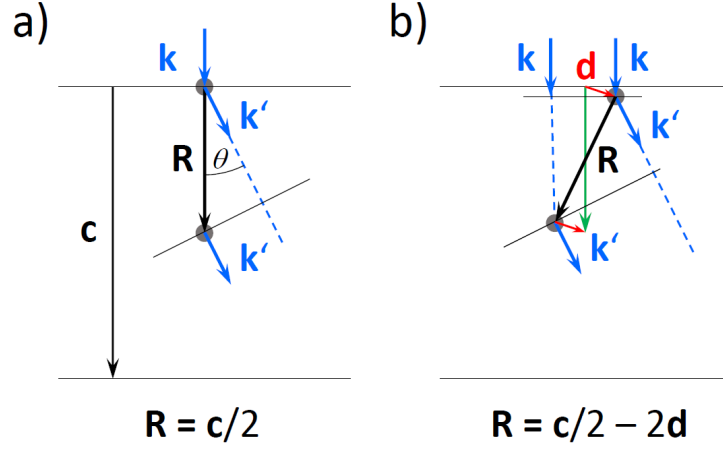 a)
k
k‘
R
θ
c
k‘
R = c/2
b)
k
d
k
k‘
R
k‘
R = c/2 – 2d